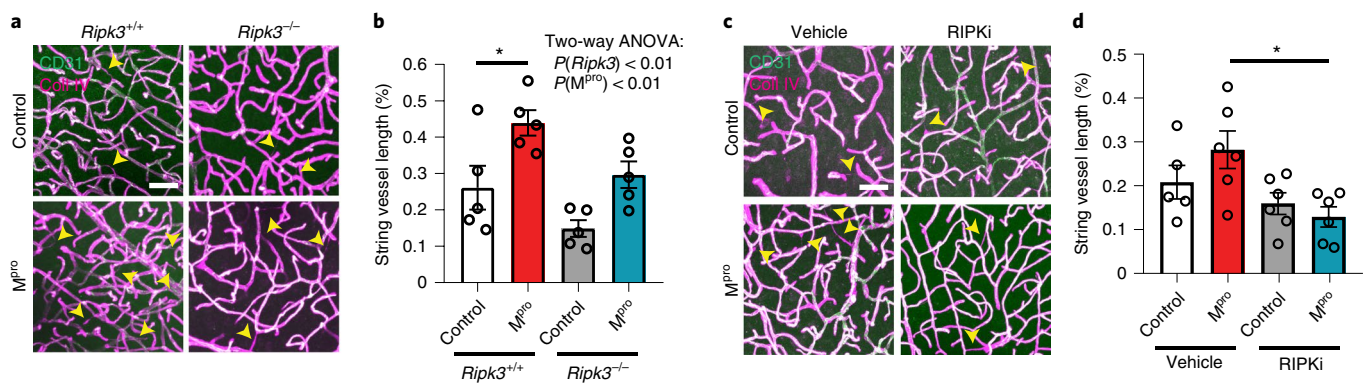 a
Ripk3+/+
Ripk3–/–
CD31
Coll IV
Control
Mpro
b
*
Two-way ANOVA:
P(Ripk3) < 0.01
P(Mpro) < 0.01
String vessel length (%)
0.6
0.5
0.4
0.3
0.2
0.1
0
Control
Mpro
Control
Mpro
Ripk3+/+
Ripk3–/–
c
Vehicle
RIPKi
CD31
Coll IV
Control
Mpro
d
*
String vessel length (%)
0.5
0.4
0.3
0.2
0.1
0
Control
Mpro
Control
Mpro
Vehicle
RIPKi